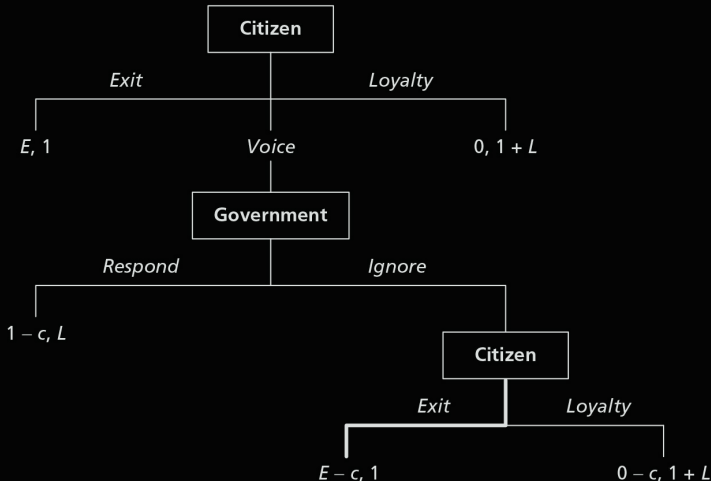 Citizen
Exit Loyalty
E, 1 Voice 0, 1 + L
Government
Respond Ignore
1 – c, L
Citizen
Exit Loyalty
E – c, 1 0 – c, 1 + L